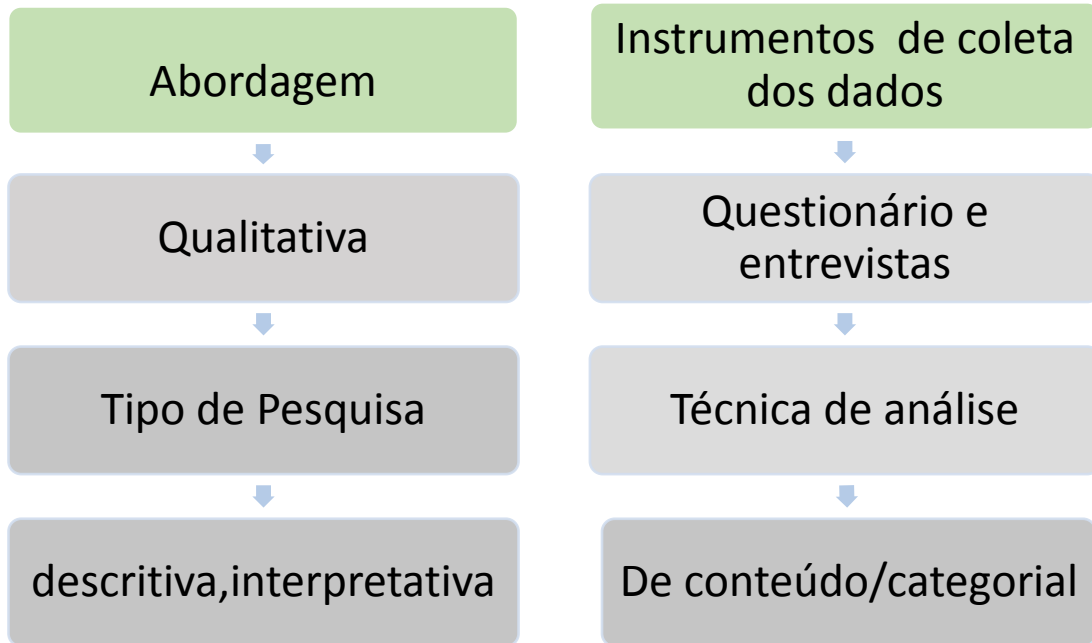 Abordagem
Qualitativa
Tipo de Pesquisa
descritiva,interpretativa
Instrumentos de coleta
dos dados
Questionário e
entrevistas
Técnica de análise
De conteúdo/categorial